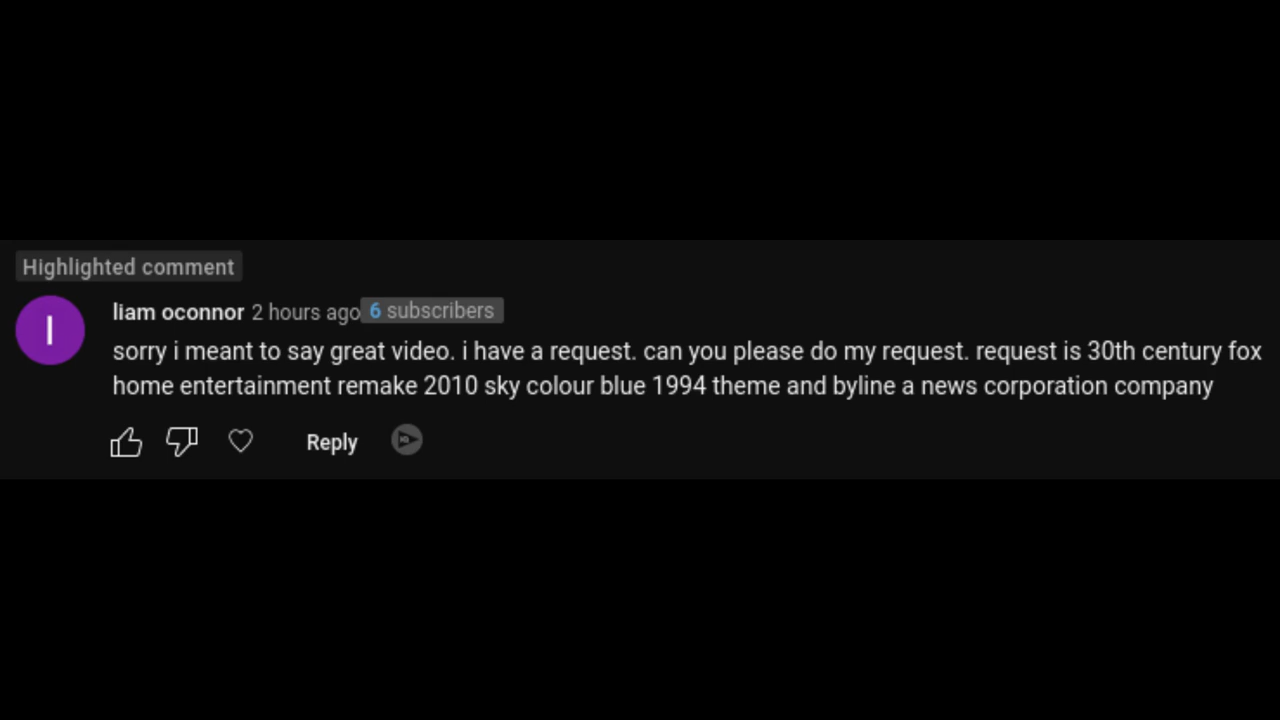 Highlighted comment
l
liam oconnor 2 hours ago 6 subscribers
sorry i meant to say great video. i have a request. can you please do my request. request is 30th century fox
home entertainment remake 2010 sky colour blue 1994 theme and byline a news corporation company
Reply